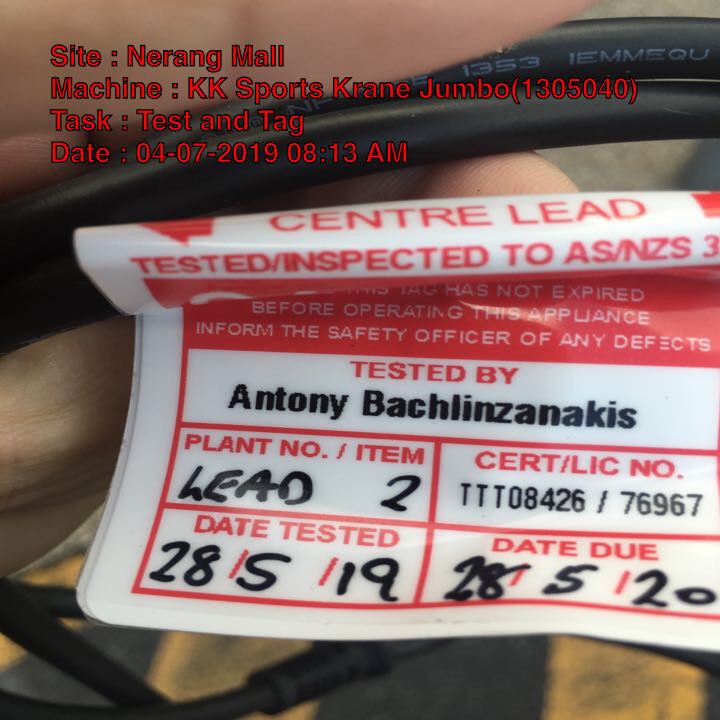 Site : Nerang Mall
Machine : KK Sports Krane Jumbo(1305040)
Task : Test and Tag
Date : 04-07-2019 08:13 AM
1353 IEMMEQU
CENTRE LEAD
TESTED/INSPECTED TO AS/NZS 3
THIS TAG HAS NOT EXPIRED
BEFORE OPERATING THIS APPLIANCE
INFORM THE SAFETY OFFICER OF ANY DEFECTS
TESTED BY
Antony Bachlinzanakis
PLANT NO. / ITEM
LEAD 2
CERT/LIC NO.
TTT08426 / 76967
DATE TESTED
28/5/19
DATE DUE
28/5/20